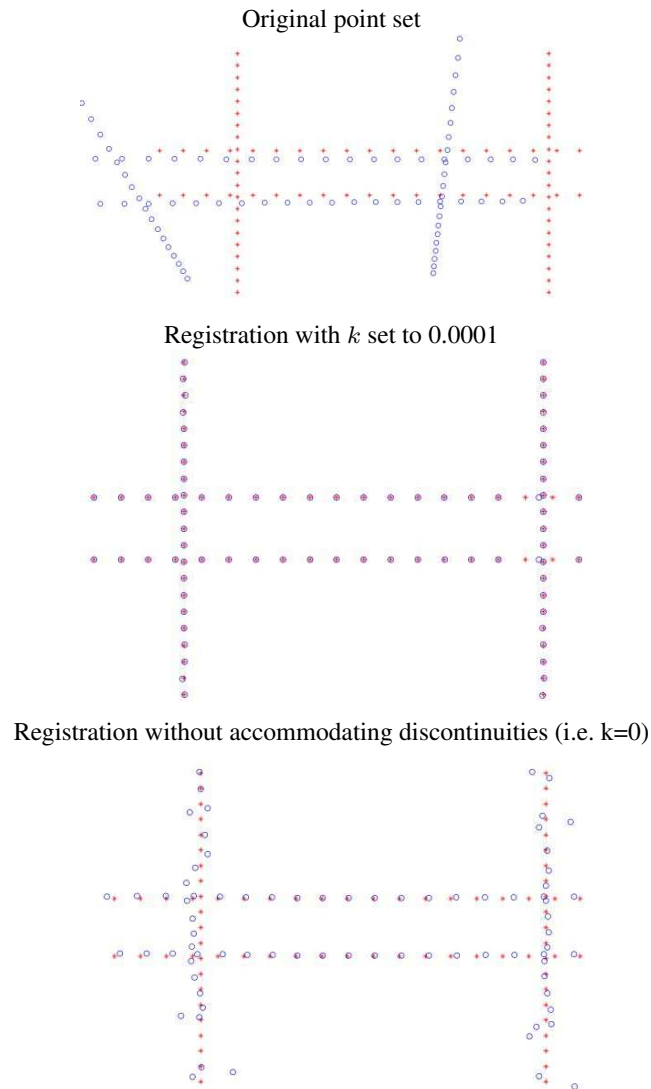 Original point set
Registration with k set to 0.0001
Registration without accommodating discontinuities (i.e. k=0)